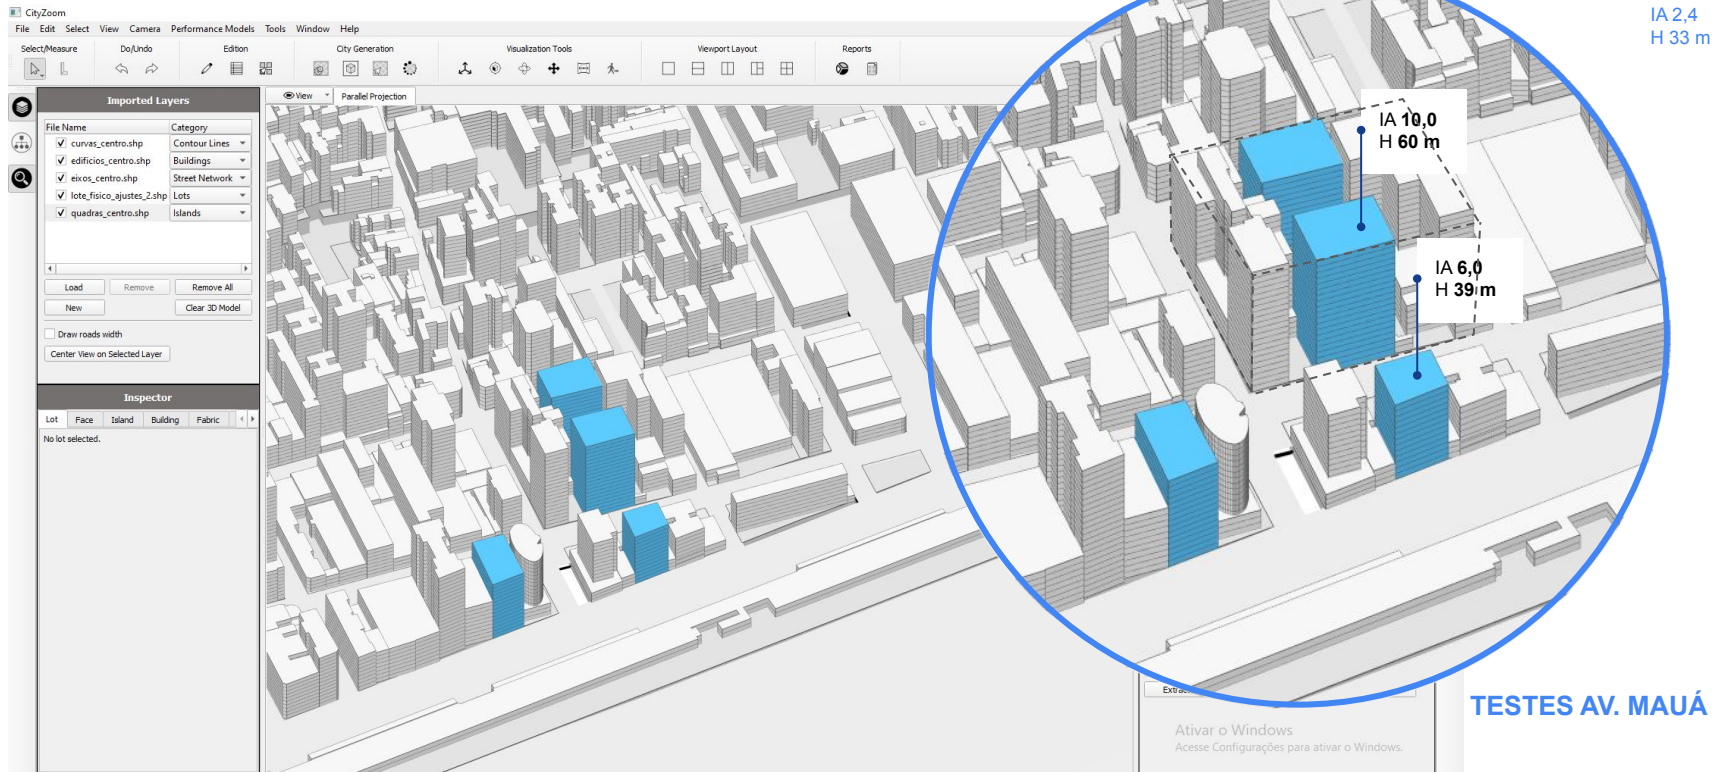 CityZoom
File Edit Select View Camera Performance Models Tools Window Help
Select/Measure Do/Undo Edition City Generation Visualization Tools Viewport Layout Reports
Imported Layers
File Name Category
curvas_centro.shp Contour Lines
edificios_centro.shp Buildings
eixos_centro.shp Street Network
lote_fisico_ajustes_2.shp Lots
quadras_centro.shp Islands
Load Remove Remove All
New Clear 3D Model
Draw roads width
Center View on Selected Layer
Inspector
Lot Face Island Building Fabric
No lot selected.
View Parallel Projection
IA 2,4
H 33 m
IA 10,0
H 60 m
IA 6,0
H 39 m
TESTES AV. MAUÁ
Ativar o Windows
Acesse Configurações para ativar o Windows.